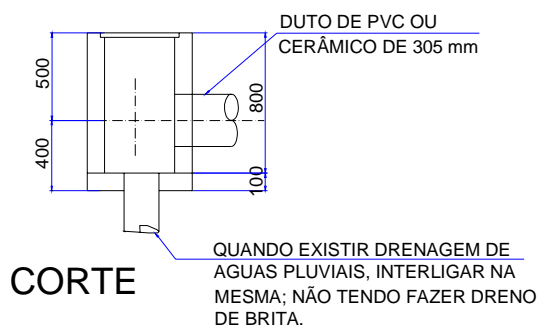 DUTO DE PVC OU
CERÂMICO DE 305 mm
500
800
400
100
QUANDO EXISTIR DRENAGEM DE
AGUAS PLUVIAIS, INTERLIGAR NA
MESMA; NÃO TENDO FAZER DRENO
DE BRITA.
CORTE